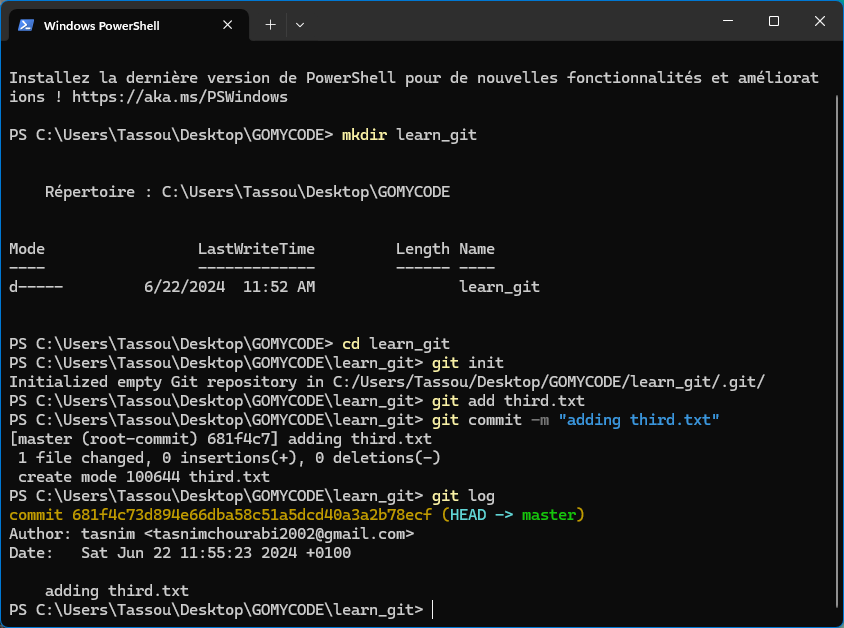 Windows PowerShell
Installez la dernière version de PowerShell pour de nouvelles fonctionnalités et améliorat
ions ! https://aka.ms/PSWindows
PS C:\Users\Tassou\Desktop\GOMYCODE> mkdir learn_git
Répertoire : C:\Users\Tassou\Desktop\GOMYCODE
Mode                 LastWriteTime         Length Name
----                 -------------         ------ ----
d-----         6/22/2024  11:52 AM                learn_git
PS C:\Users\Tassou\Desktop\GOMYCODE> cd learn_git
PS C:\Users\Tassou\Desktop\GOMYCODE\learn_git> git init
Initialized empty Git repository in C:/Users/Tassou/Desktop/GOMYCODE/learn_git/.git/
PS C:\Users\Tassou\Desktop\GOMYCODE\learn_git> git add third.txt
PS C:\Users\Tassou\Desktop\GOMYCODE\learn_git> git commit -m "adding third.txt"
[master (root-commit) 681f4c7] adding third.txt
 1 file changed, 0 insertions(+), 0 deletions(-)
 create mode 100644 third.txt
PS C:\Users\Tassou\Desktop\GOMYCODE\learn_git> git log
commit 681f4c73d894e66dba58c51a5dcd40a3a2b78ecf (HEAD -> master)
Author: tasnim <tasnimchourabi2002@gmail.com>
Date:   Sat Jun 22 11:55:23 2024 +0100
    adding third.txt
PS C:\Users\Tassou\Desktop\GOMYCODE\learn_git>